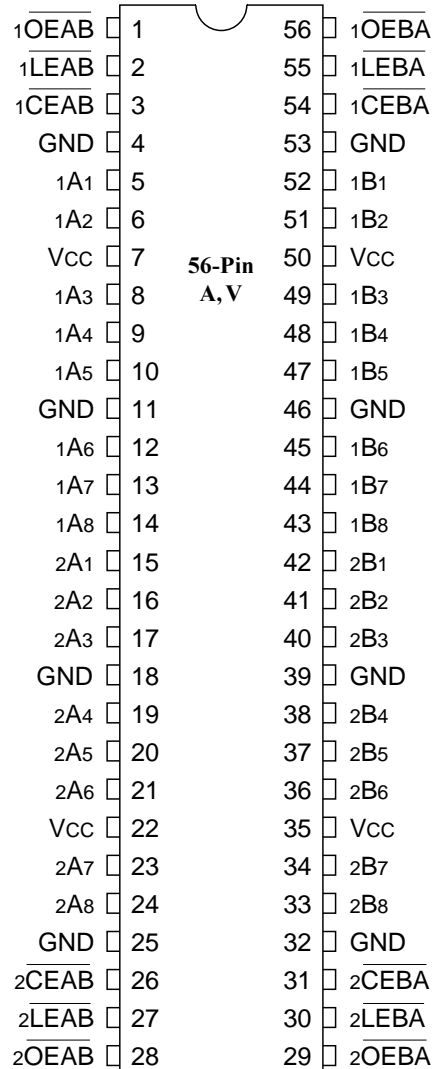 1OEAB 1 56 1OEBA
1LEAB 2 55 1LEBA
1CEAB 3 54 1CEBA
GND 4 53 GND
1A1 5 52 1B1
1A2 6 51 1B2
VCC 7 50 VCC
56-Pin
1A3 8 49 1B3
A, V
1A4 9 48 1B4
1A5 10 47 1B5
GND 11 46 GND
1A6 12 45 1B6
1A7 13 44 1B7
1A8 14 43 1B8
2A1 15 42 2B1
2A2 16 41 2B2
2A3 17 40 2B3
GND 18 39 GND
2A4 19 38 2B4
2A5 20 37 2B5
2A6 21 36 2B6
VCC 22 35 VCC
2A7 23 34 2B7
2A8 24 33 2B8
GND 25 32 GND
2CEAB 26 31 2CEBA
2LEAB 27 30 2LEBA
2OEAB 28 29 2OEBA